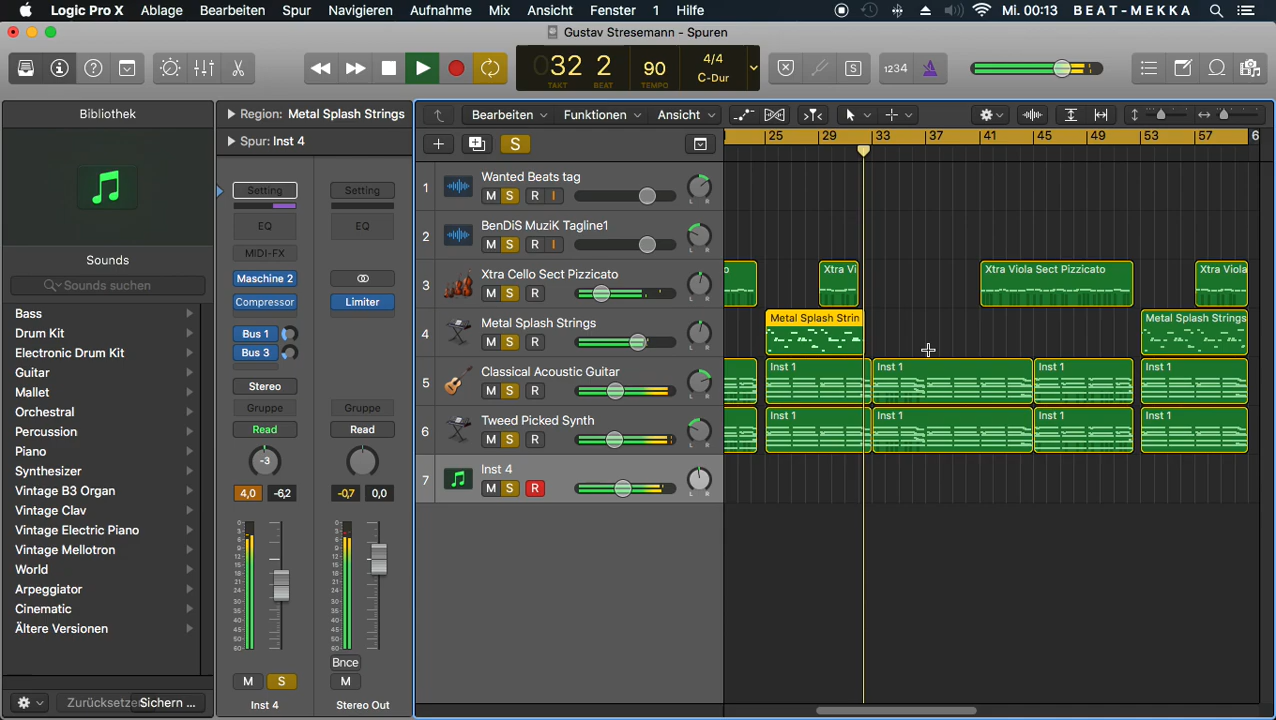 Logic Pro X Ablage Bearbeiten Spur Navigieren Aufnahme Mix Ansicht Fenster 1 Hilfe Mi. 00:13 BEAT-MEKKA
Gustav Stresemann - Spuren
32 2 90 4/4
TAKT BEAT TEMPO C-Dur
S 1234
Bibliothek
Region: Metal Splash Strings
Spur: Inst 4
Bearbeiten Funktionen Ansicht
25 29 33 37 41 45 49 53 57 6
S
Setting Setting
EQ EQ
MIDI-FX
Maschine 2
Compressor Limiter
Bus 1
Bus 3
Stereo
Gruppe Gruppe
Read Read
-3
4,0 -6,2 -0,7 0,0
Bnce
M S M
Inst 4 Stereo Out
Sounds
Sounds suchen
Bass
Drum Kit
Electronic Drum Kit
Guitar
Mallet
Orchestral
Percussion
Piano
Synthesizer
Vintage B3 Organ
Vintage Clav
Vintage Electric Piano
Vintage Mellotron
World
Arpeggiator
Cinematic
Ältere Versionen
Zurücksetzen Sichern ...
1 Wanted Beats tag
M S R I L R
2 BenDiS MuziK Tagline1
M S R I L R
3 Xtra Cello Sect Pizzicato
M S R L R
Xtra Vi Xtra Viola Sect Pizzicato Xtra Viola
4 Metal Splash Strings
M S R L R
Metal Splash Strin Metal Splash Strings
5 Classical Acoustic Guitar
M S R L R
Inst 1 Inst 1 Inst 1 Inst 1
6 Tweed Picked Synth
M S R L R
Inst 1 Inst 1 Inst 1 Inst 1
7 Inst 4
M S R L R